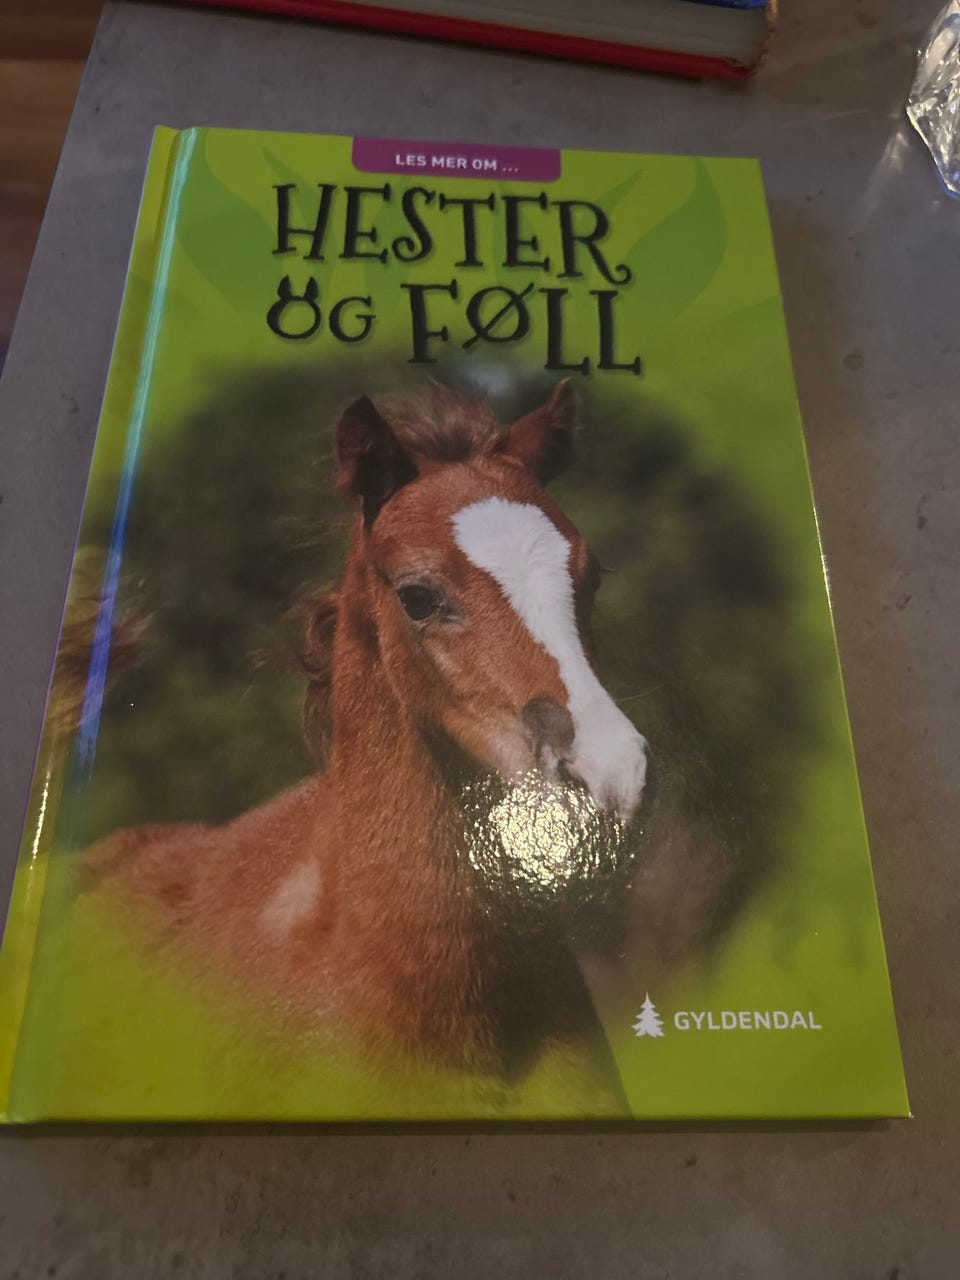 LES MER OM ...
HESTER
OG FØLL
GYLDENDAL